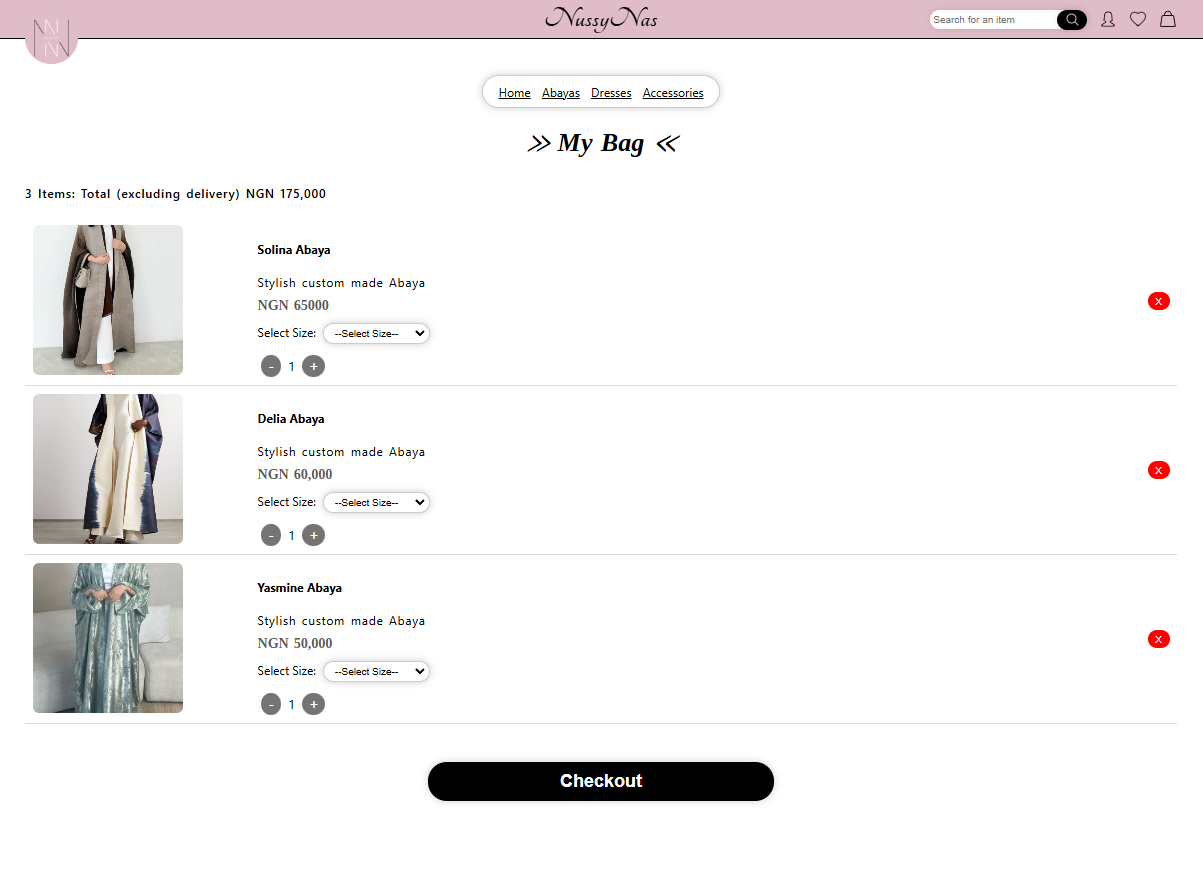 NussyNas
Search for an item
Home Abayas Dresses Accessories
>> My Bag <<
3 Items: Total (excluding delivery) NGN 175,000
Solina Abaya
Stylish custom made Abaya
NGN 65000
x
Select Size: --Select Size--
- 1 +
Delia Abaya
Stylish custom made Abaya
NGN 60,000
x
Select Size: --Select Size--
- 1 +
Yasmine Abaya
Stylish custom made Abaya
NGN 50,000
x
Select Size: --Select Size--
- 1 +
Checkout